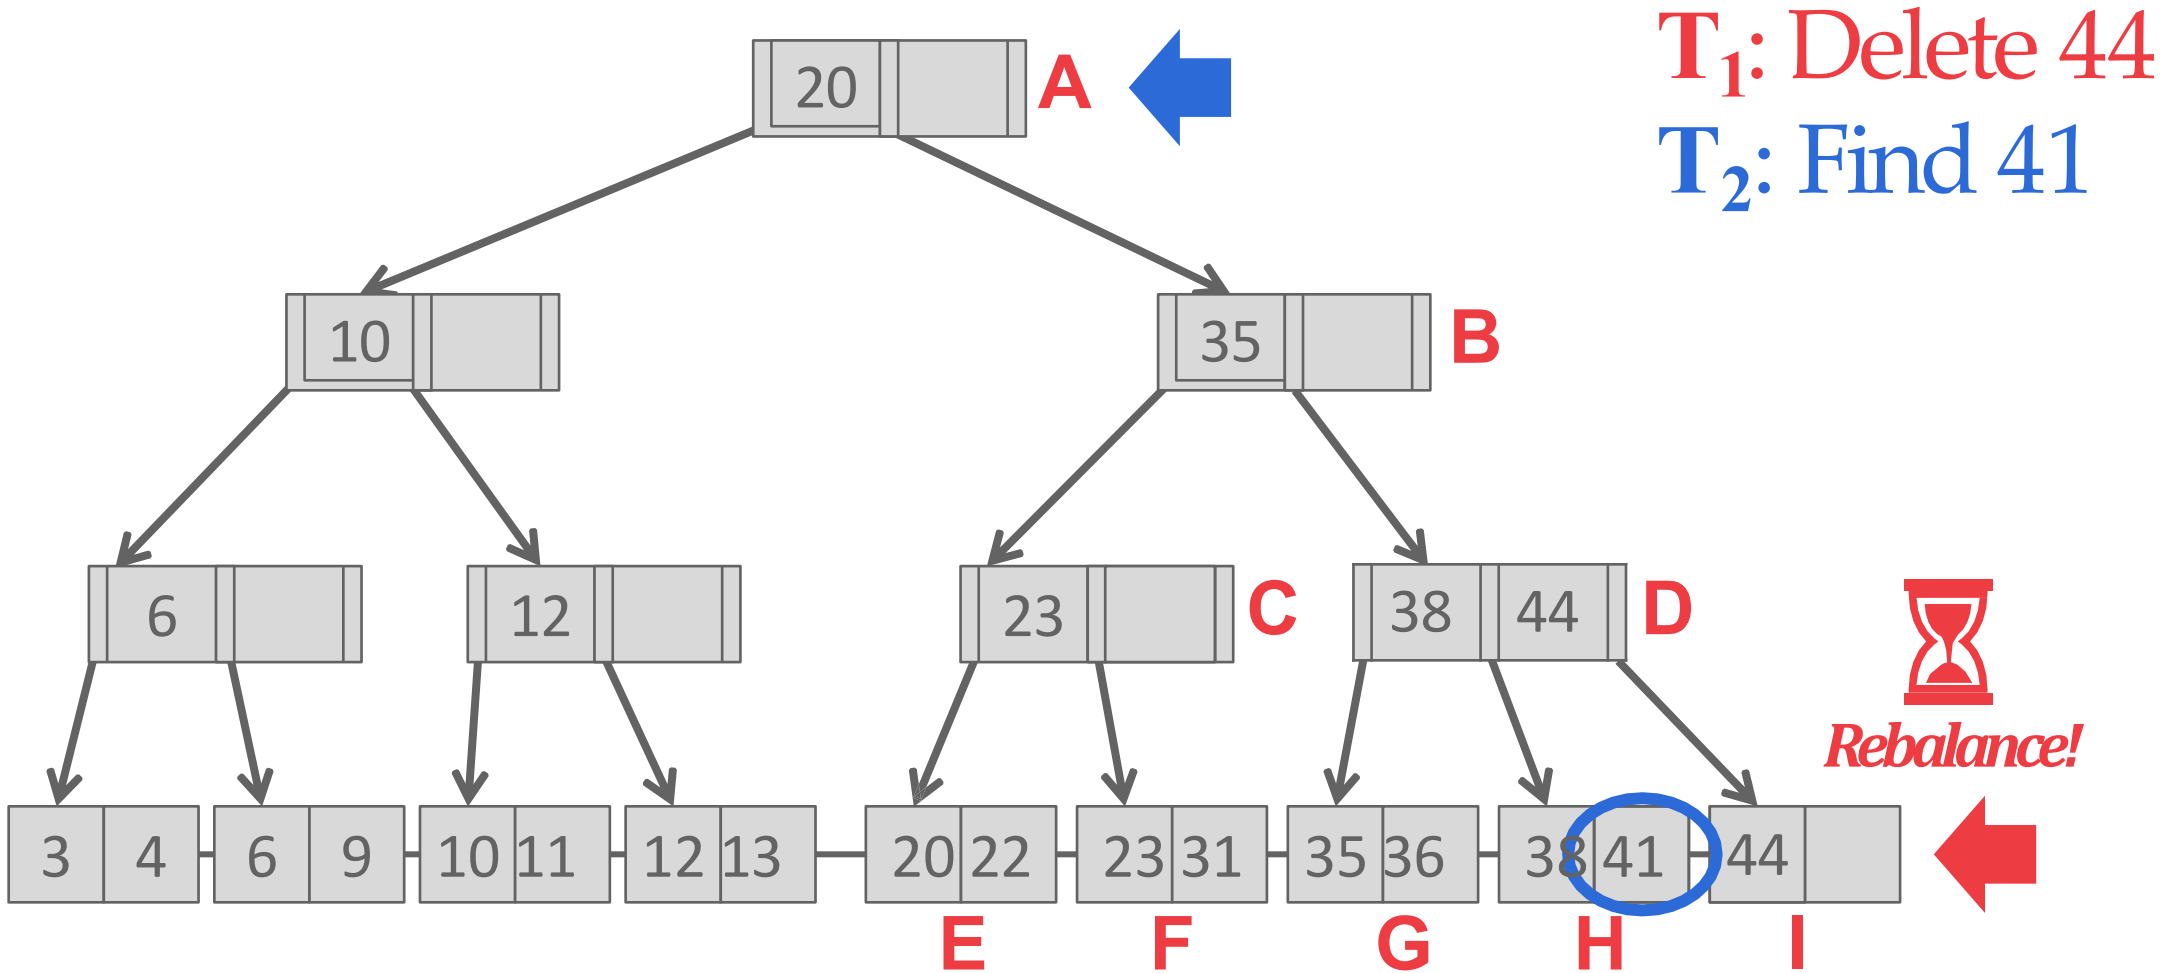 T1: Delete 44
T2: Find 41
20 A
10
35 B
6
12
23 C
38 44 D
Rebalance!
3 4 6 9 10 11 12 13 20 22 23 31 35 36 38 41 44
E F G H I